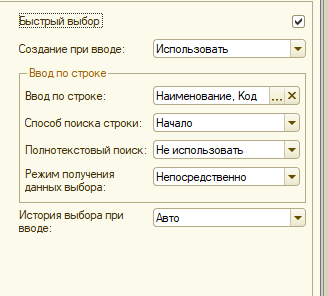 Быстрый выбор
Создание при вводе: Использовать
Ввод по строке
Ввод по строке: Наименование, Код ... ×
Способ поиска строки: Начало
Полнотекстовый поиск: Не использовать
Режим получения данных выбора: Непосредственно
История выбора при вводе: Авто